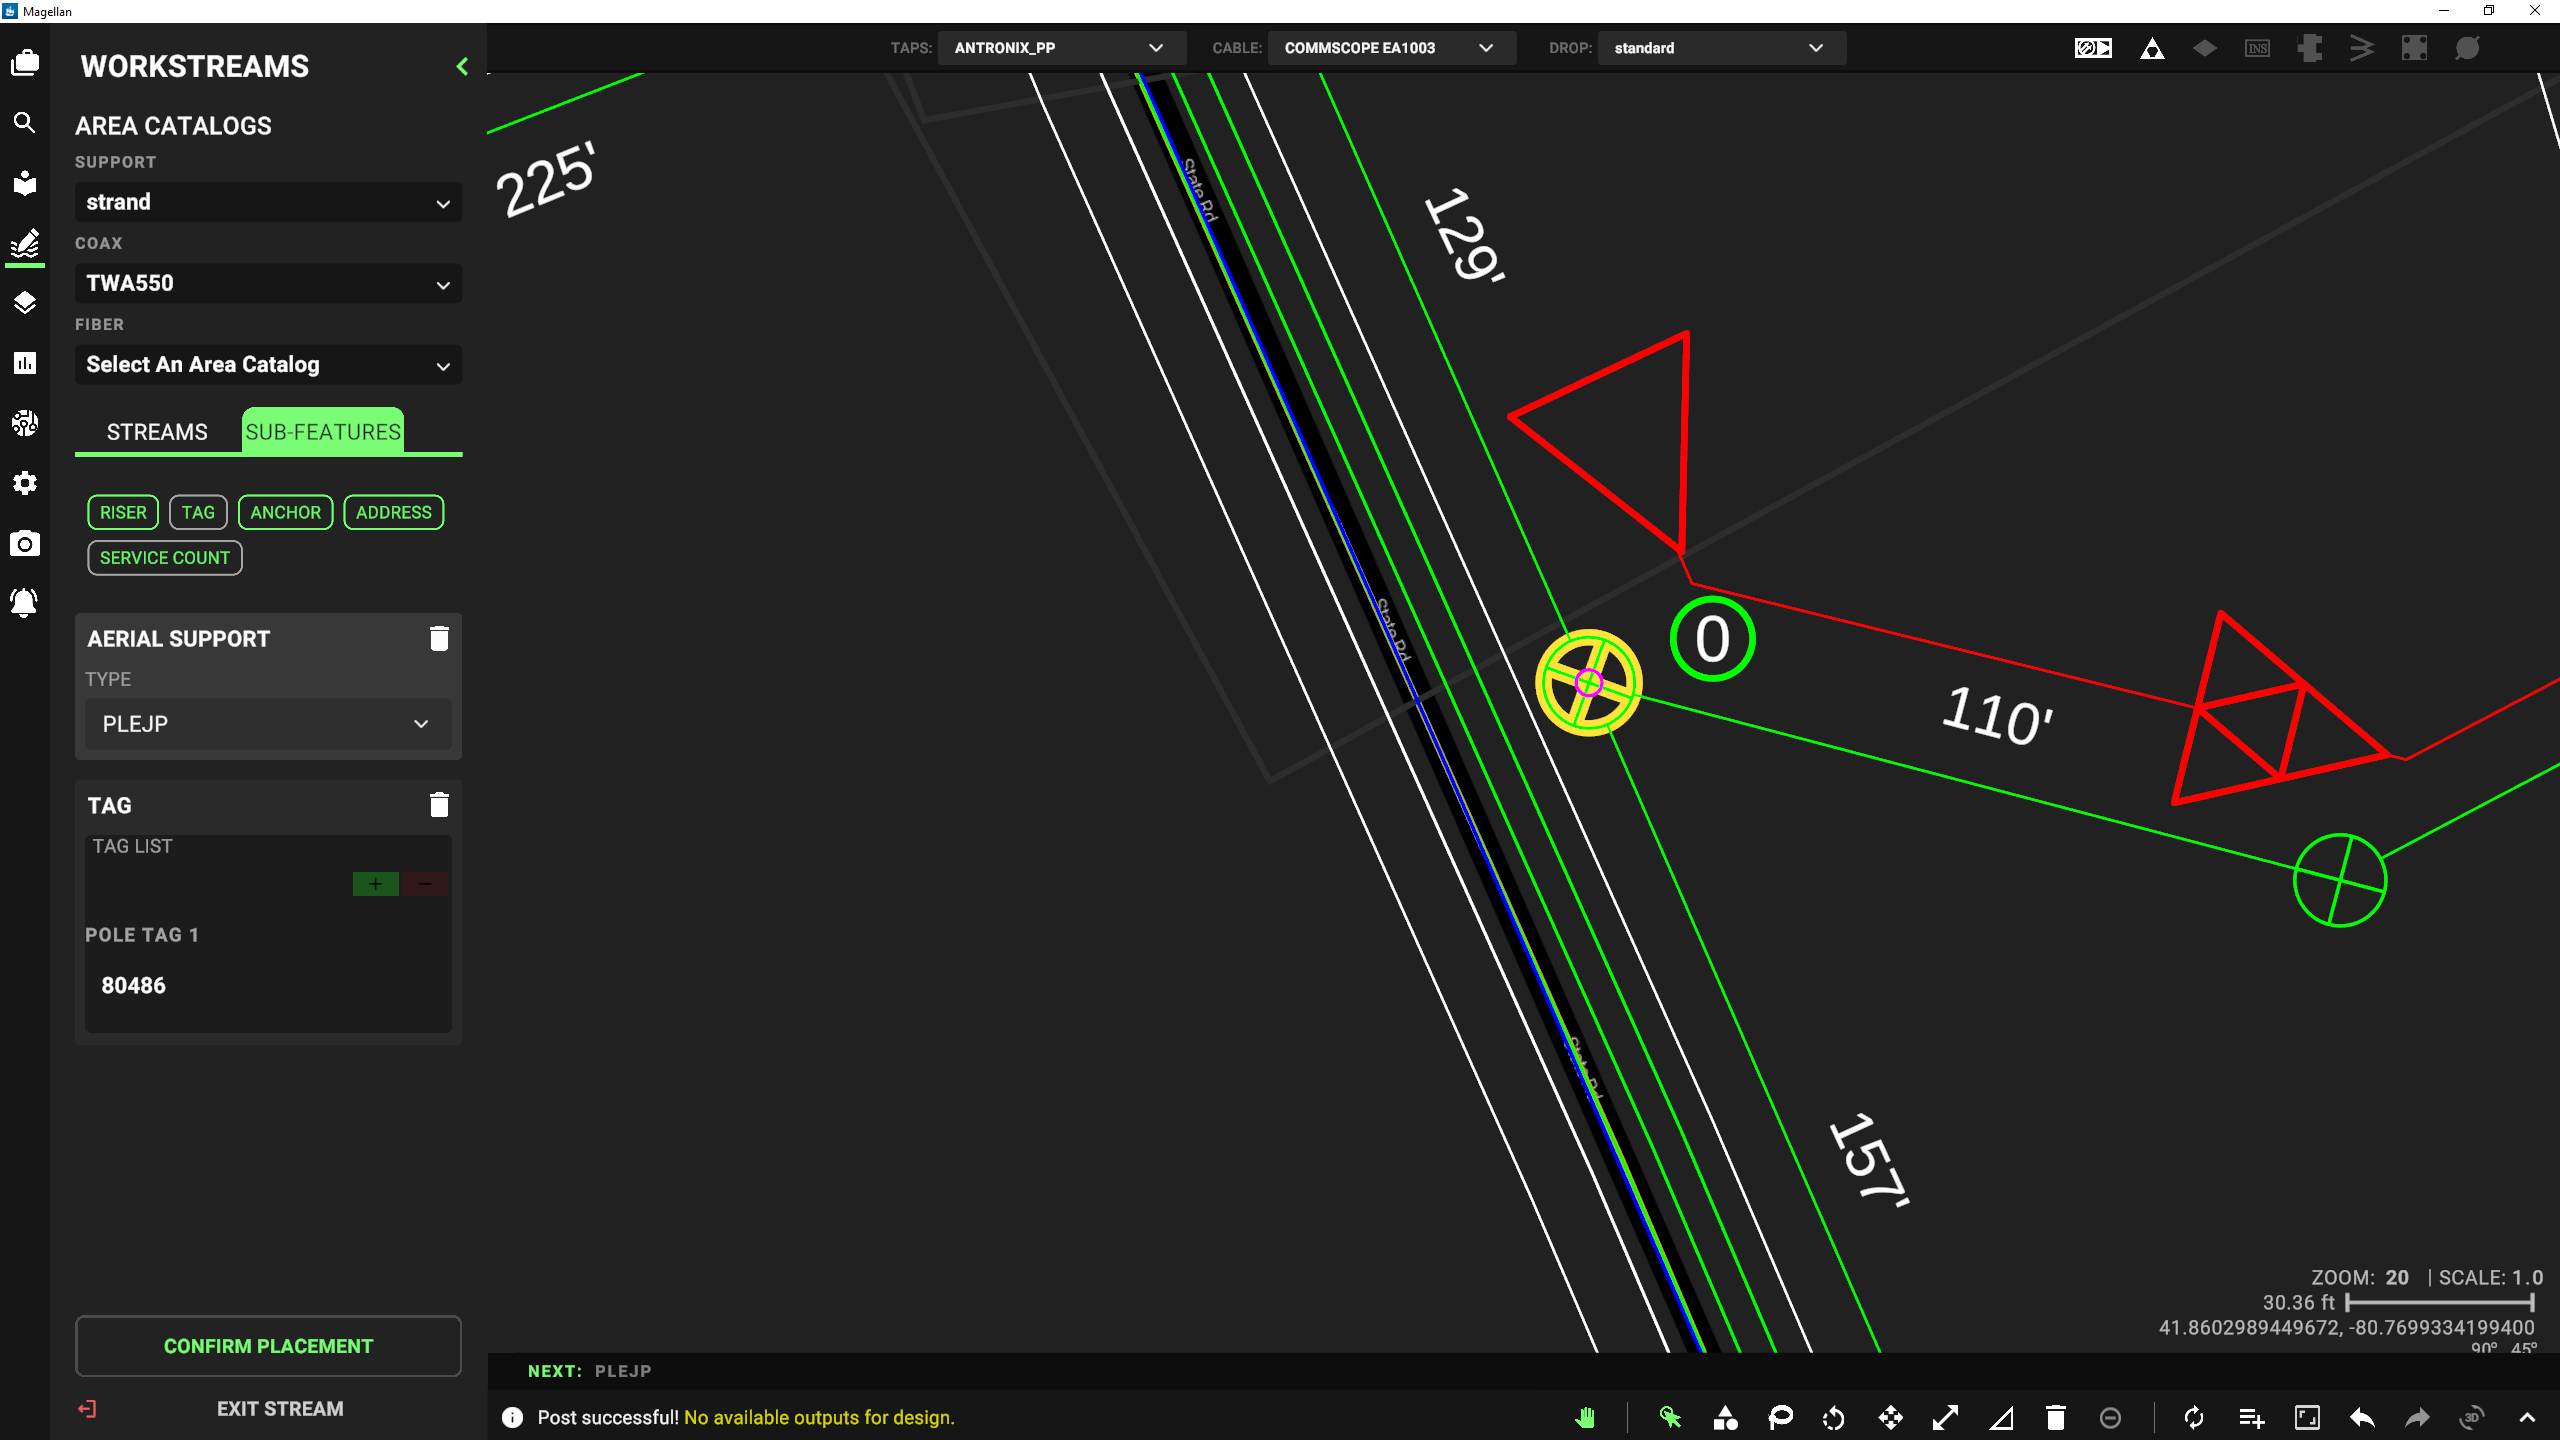 Magellan
WORKSTREAMS
TAPS: ANTRONIX_PP CABLE: COMMSCOPE EA1003 DROP: standard
INS
AREA CATALOGS
SUPPORT
strand
COAX
TWA550
FIBER
Select An Area Catalog
STREAMS SUB-FEATURES
RISER TAG ANCHOR ADDRESS
SERVICE COUNT
AERIAL SUPPORT
TYPE
PLEJP
TAG
TAG LIST
+ −
POLE TAG 1
80486
CONFIRM PLACEMENT
EXIT STREAM
225'
State Rd
129'
State Rd
0
110'
State Rd
157'
ZOOM: 20 | SCALE: 1.0
30.36 ft
41.8602989449672, -80.7699334199400
90° 45°
NEXT: PLEJP
Post successful! No available outputs for design.
3D